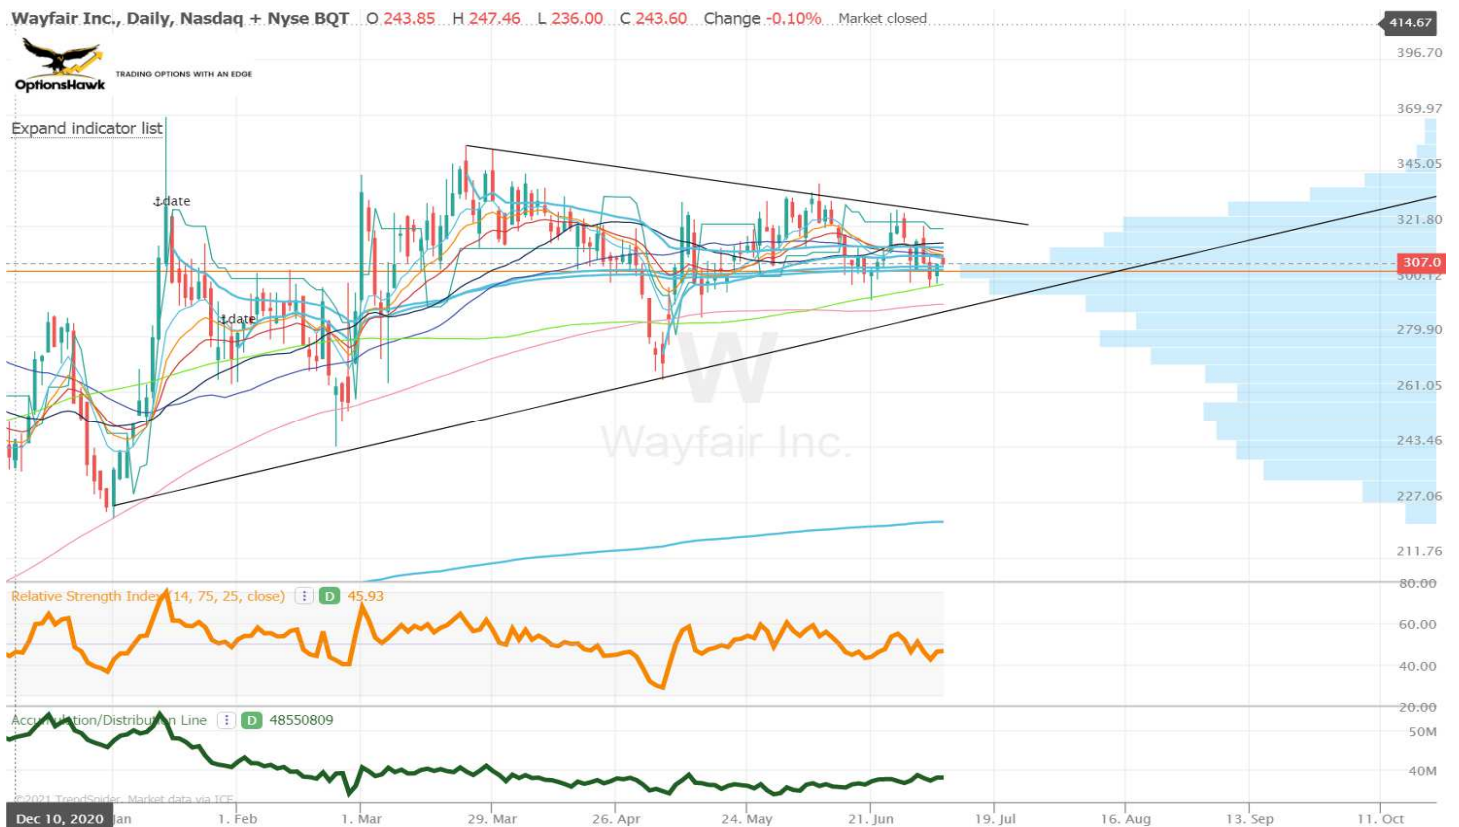 Wayfair Inc., Daily, Nasdaq + Nyse BQT O 243.85 H 247.46 L 236.00 C 243.60 Change -0.10% Market closed
414.67
396.70
OptionsHawk
TRADING OPTIONS WITH AN EDGE
369.97
Expand indicator list
345.05
⚓date
321.80
307.0
300.12
⚓date
279.90
W
261.05
Wayfair Inc.
243.46
227.06
211.76
80.00
Relative Strength Index (14, 75, 25, close) D 45.93
60.00
40.00
20.00
Accumulation/Distribution Line D 48550809
50M
40M
©2021 TrendSpider, Market data via ICE
Dec 10, 2020 Jan 1. Feb 1. Mar 29. Mar 26. Apr 24. May 21. Jun 19. Jul 16. Aug 13. Sep 11. Oct